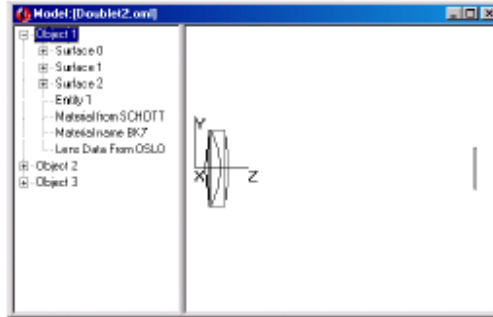 Model:[Doublet2.oml]
Object 1
Surface 0
Surface 1
Surface 2
Entity 1
Material from SCHOTT
Material name BK7
Lens Data From OSLO
Object 2
Object 3
Y
X
Z